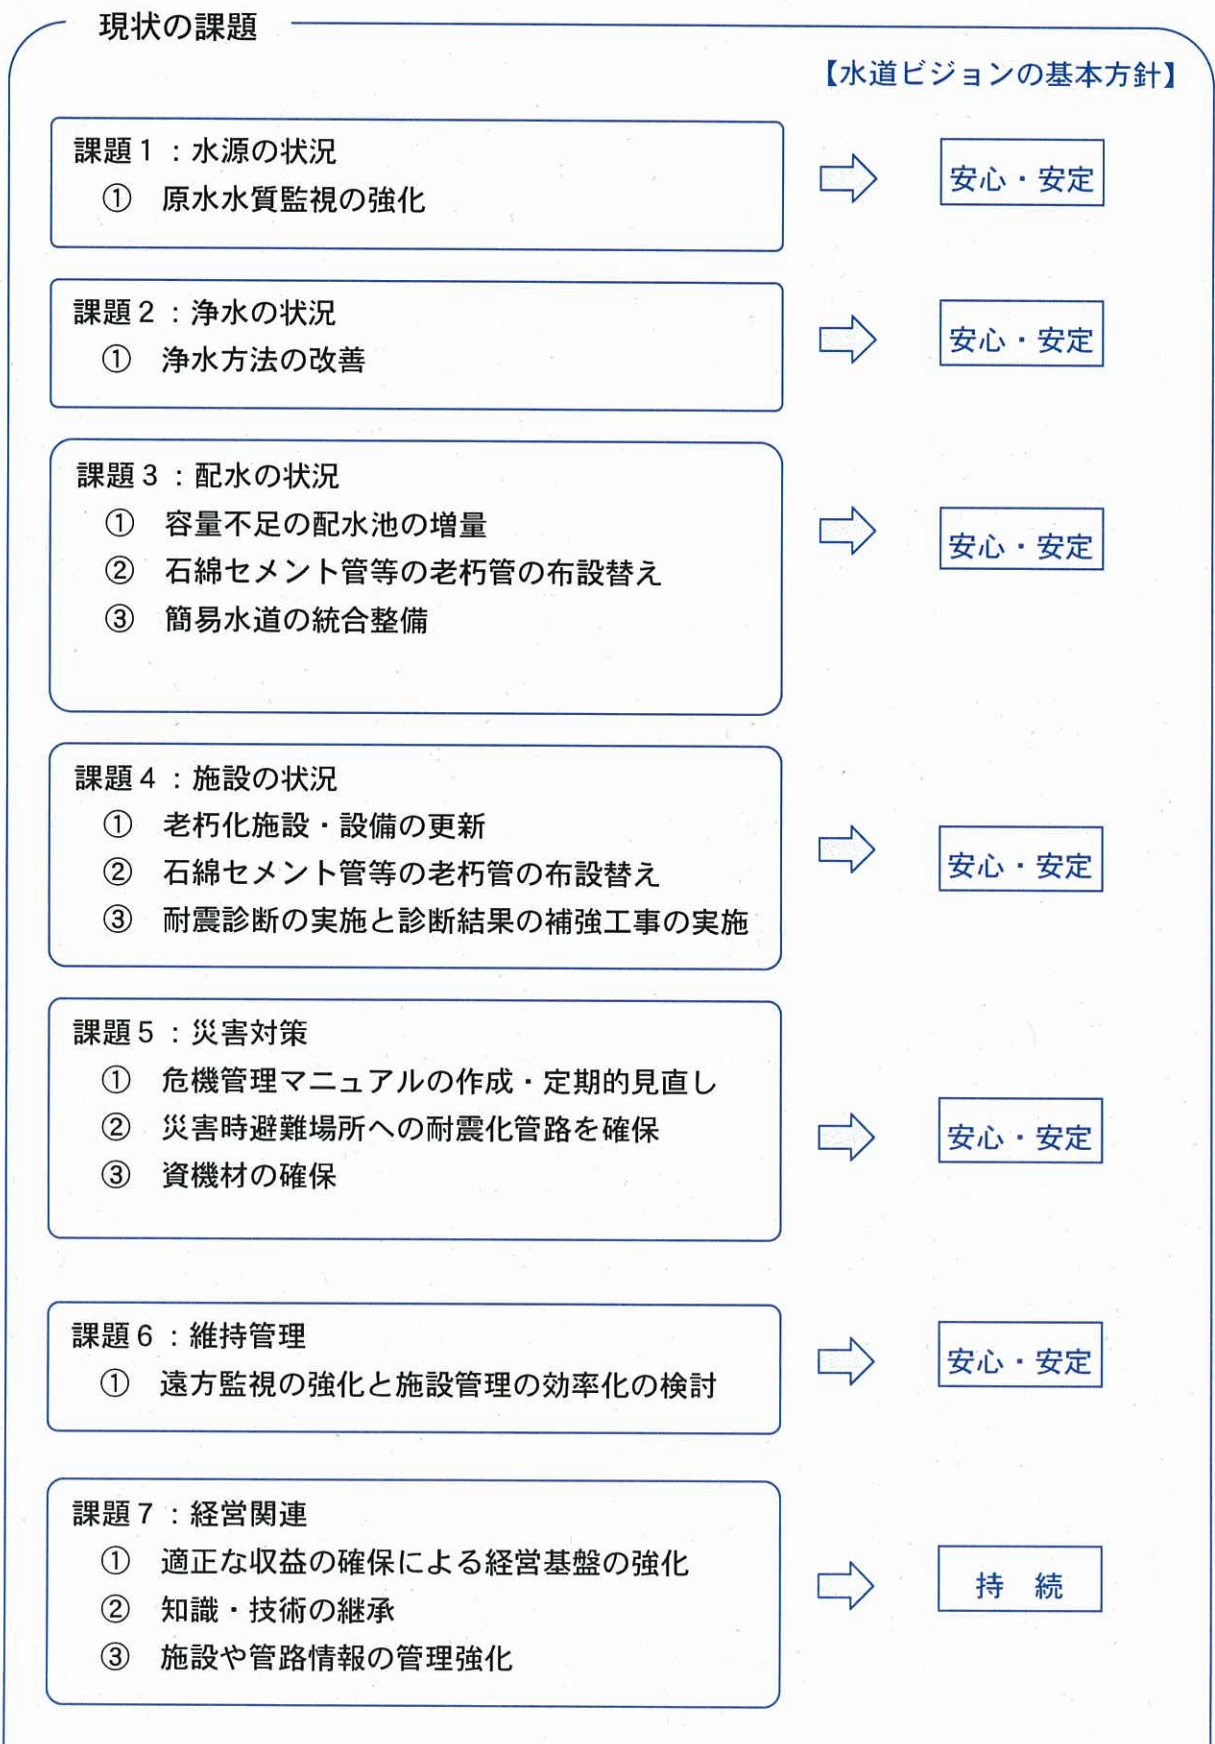 現状の課題
【水道ビジョンの基本方針】
課題1：水源の状況
① 原水水質監視の強化
安心・安定
課題2：浄水の状況
① 浄水方法の改善
安心・安定
課題3：配水の状況
① 容量不足の配水池の増量
② 石綿セメント管等の老朽管の布設替え
③ 簡易水道の統合整備
安心・安定
課題4：施設の状況
① 老朽化施設・設備の更新
② 石綿セメント管等の老朽管の布設替え
③ 耐震診断の実施と診断結果の補強工事の実施
安心・安定
課題5：災害対策
① 危機管理マニュアルの作成・定期的見直し
② 災害時避難場所への耐震化管路を確保
③ 資機材の確保
安心・安定
課題6：維持管理
① 遠方監視の強化と施設管理の効率化の検討
安心・安定
課題7：経営関連
① 適正な収益の確保による経営基盤の強化
② 知識・技術の継承
③ 施設や管路情報の管理強化
持 続